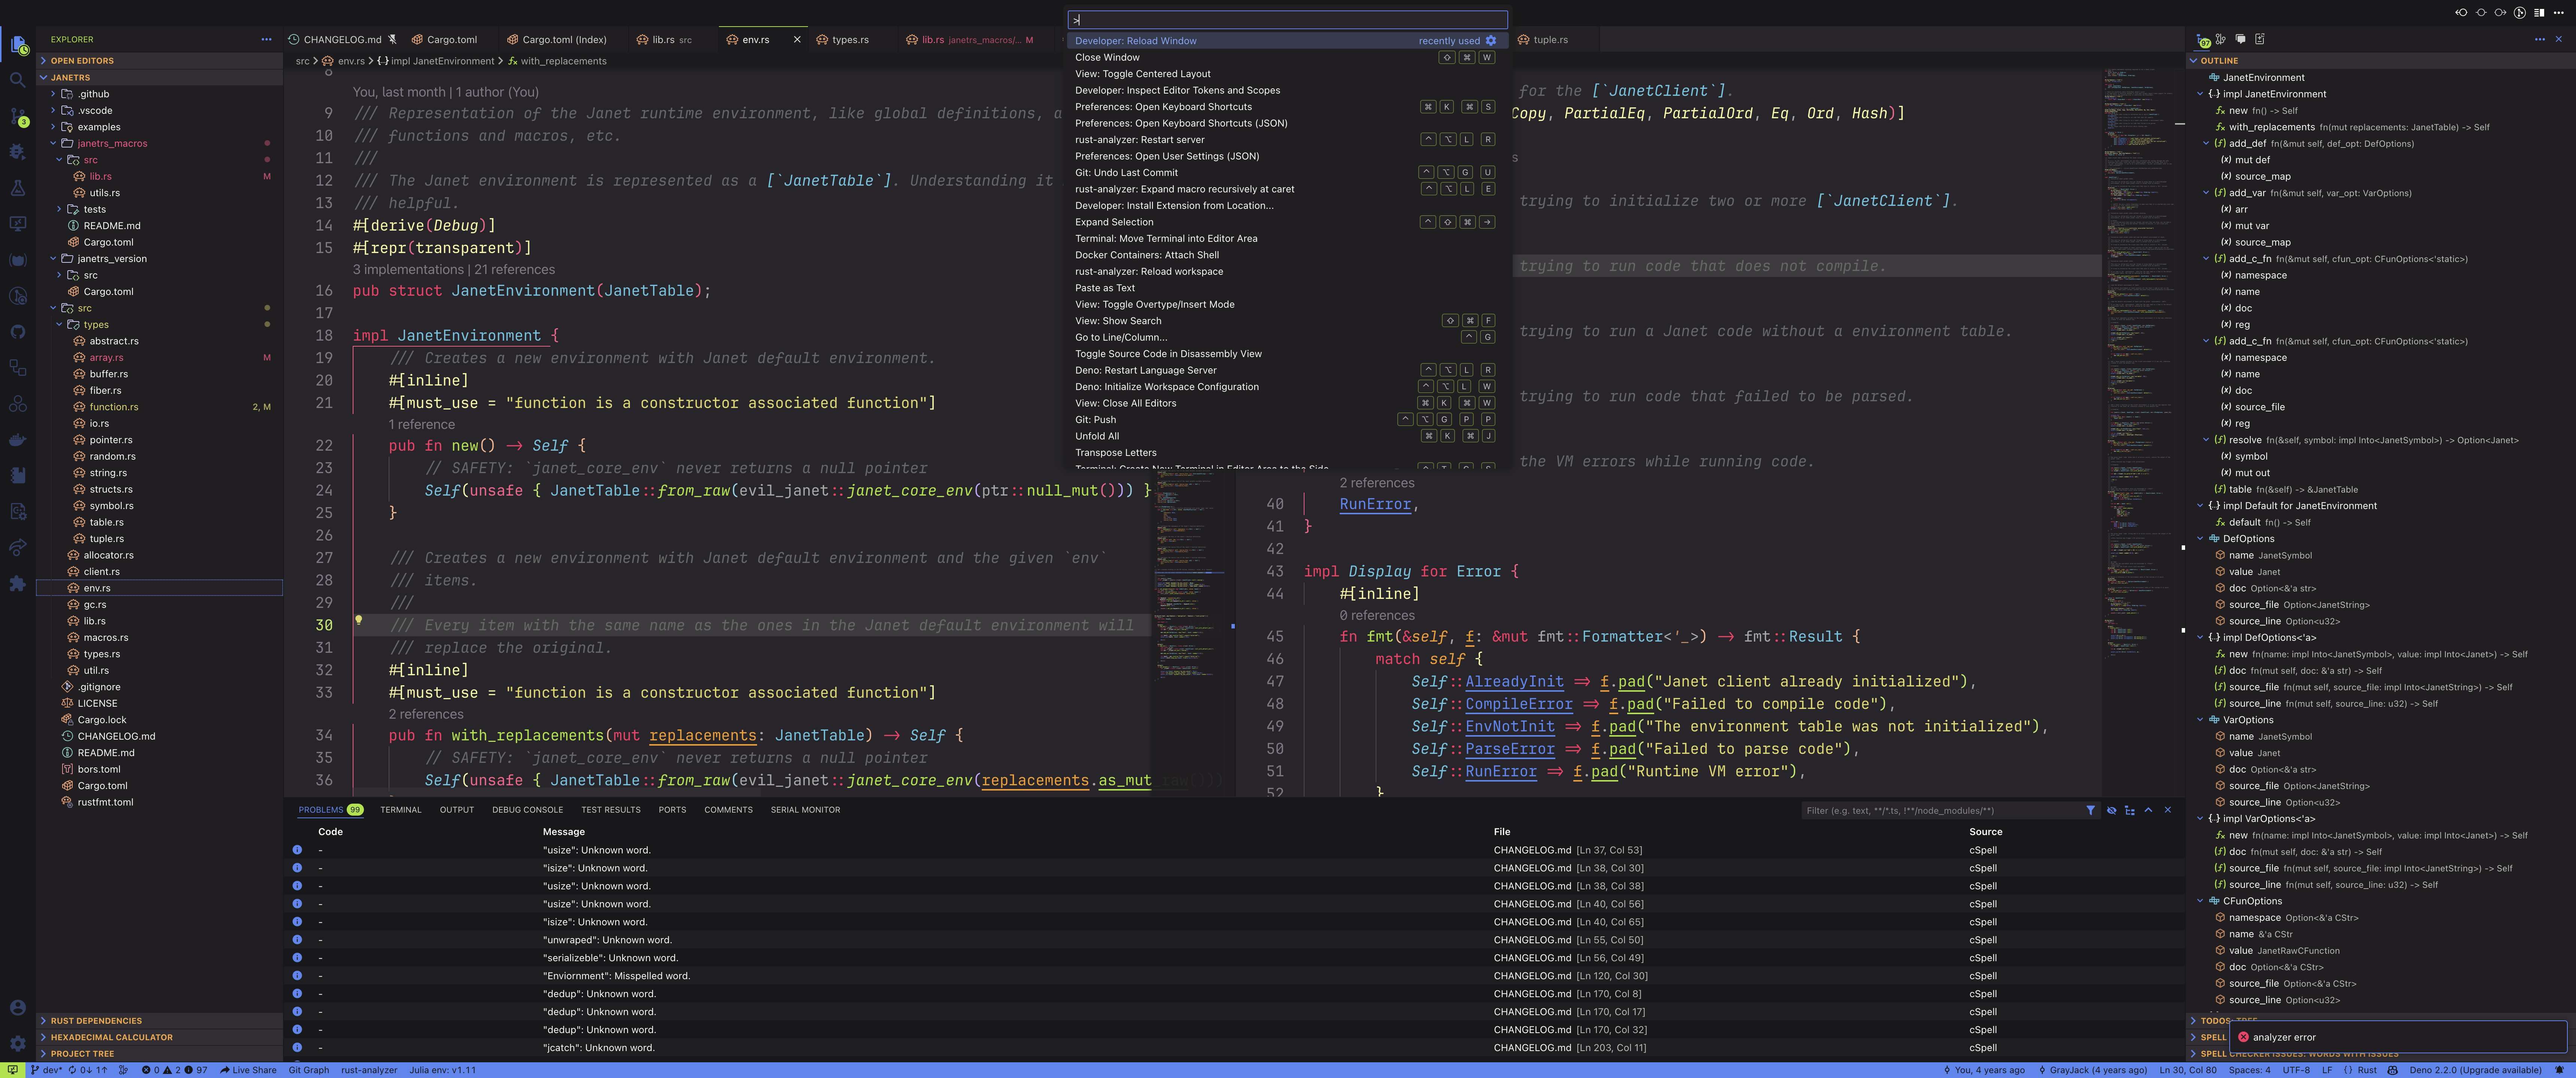 >
EXPLORER
OPEN EDITORS
JANETRS
.github
.vscode
examples
janetrs_macros
src
lib.rs M
utils.rs
tests
README.md
Cargo.toml
janetrs_version
src
Cargo.toml
src
types
abstract.rs
array.rs M
buffer.rs
fiber.rs
function.rs 2, M
io.rs
pointer.rs
random.rs
string.rs
structs.rs
symbol.rs
table.rs
tuple.rs
allocator.rs
client.rs
env.rs
gc.rs
lib.rs
macros.rs
types.rs
util.rs
.gitignore
LICENSE
Cargo.lock
CHANGELOG.md
README.md
bors.toml
Cargo.toml
rustfmt.toml
RUST DEPENDENCIES
HEXADECIMAL CALCULATOR
PROJECT TREE
3
CHANGELOG.md Cargo.toml Cargo.toml (Index) lib.rs src env.rs types.rs lib.rs janetrs_macros/... M tuple.rs
src > env.rs > {} impl JanetEnvironment > with_replacements
8
You, last month | 1 author (You)
9 /// Representation of the Janet runtime environment, like global definitions, a
10 /// functions and macros, etc.
11 ///
12 /// The Janet environment is represented as a [`JanetTable`]. Understanding it
13 /// helpful.
14 #[derive(Debug)]
15 #[repr(transparent)]
3 implementations | 21 references
16 pub struct JanetEnvironment(JanetTable);
17
18 impl JanetEnvironment {
19 /// Creates a new environment with Janet default environment.
20 #[inline]
21 #[must_use = "function is a constructor associated function"]
1 reference
22 pub fn new() -> Self {
23 // SAFETY: `janet_core_env` never returns a null pointer
24 Self(unsafe { JanetTable::from_raw(evil_janet::janet_core_env(ptr::null_mut())) }
25 }
26
27 /// Creates a new environment with Janet default environment and the given `env`
28 /// items.
29 ///
30 /// Every item with the same name as the ones in the Janet default environment will
31 /// replace the original.
32 #[inline]
33 #[must_use = "function is a constructor associated function"]
2 references
34 pub fn with_replacements(mut replacements: JanetTable) -> Self {
35 // SAFETY: `janet_core_env` never returns a null pointer
36 Self(unsafe { JanetTable::from_raw(evil_janet::janet_core_env(replacements.as_mut_raw()))
Developer: Reload Window recently used
Close Window ⇧ ⌘ W
View: Toggle Centered Layout
Developer: Inspect Editor Tokens and Scopes
Preferences: Open Keyboard Shortcuts ⌘ K ⌘ S
Preferences: Open Keyboard Shortcuts (JSON)
rust-analyzer: Restart server ⌃ ⌥ L R
Preferences: Open User Settings (JSON)
Git: Undo Last Commit ⌃ ⌥ G U
rust-analyzer: Expand macro recursively at caret ⌃ ⌥ L E
Developer: Install Extension from Location...
Expand Selection ⌃ ⇧ ⌘ →
Terminal: Move Terminal into Editor Area
Docker Containers: Attach Shell
rust-analyzer: Reload workspace
Paste as Text
View: Toggle Overtype/Insert Mode
View: Show Search ⇧ ⌘ F
Go to Line/Column... ⌃ G
Toggle Source Code in Disassembly View
Deno: Restart Language Server ⌃ ⌥ L R
Deno: Initialize Workspace Configuration ⌃ ⌥ L W
View: Close All Editors ⌘ K ⌘ W
Git: Push ⌃ ⌥ G P P
Unfold All ⌘ K ⌘ J
Transpose Letters
Terminal: Create New Terminal in Editor Area to the Side
for the [`JanetClient`].
Copy, PartialEq, PartialOrd, Eq, Ord, Hash)]
s
trying to initialize two or more [`JanetClient`].
trying to run code that does not compile.
trying to run a Janet code without a environment table.
trying to run code that failed to be parsed.
the VM errors while running code.
2 references
40 RunError,
41 }
42
43 impl Display for Error {
44 #[inline]
0 references
45 fn fmt(&self, f: &mut fmt::Formatter<'_>) -> fmt::Result {
46 match self {
47 Self::AlreadyInit => f.pad("Janet client already initialized"),
48 Self::CompileError => f.pad("Failed to compile code"),
49 Self::EnvNotInit => f.pad("The environment table was not initialized"),
50 Self::ParseError => f.pad("Failed to parse code"),
51 Self::RunError => f.pad("Runtime VM error"),
52 }
PROBLEMS 99 TERMINAL OUTPUT DEBUG CONSOLE TEST RESULTS PORTS COMMENTS SERIAL MONITOR Filter (e.g. text, **/*.ts, !**/node_modules/**)
Code Message File Source
- "usize": Unknown word. CHANGELOG.md [Ln 37, Col 53] cSpell
- "isize": Unknown word. CHANGELOG.md [Ln 38, Col 30] cSpell
- "usize": Unknown word. CHANGELOG.md [Ln 38, Col 38] cSpell
- "usize": Unknown word. CHANGELOG.md [Ln 40, Col 56] cSpell
- "isize": Unknown word. CHANGELOG.md [Ln 40, Col 65] cSpell
- "unwraped": Unknown word. CHANGELOG.md [Ln 55, Col 50] cSpell
- "serializeble": Unknown word. CHANGELOG.md [Ln 56, Col 49] cSpell
- "Enviornment": Misspelled word. CHANGELOG.md [Ln 120, Col 30] cSpell
- "dedup": Unknown word. CHANGELOG.md [Ln 170, Col 8] cSpell
- "dedup": Unknown word. CHANGELOG.md [Ln 170, Col 17] cSpell
- "dedup": Unknown word. CHANGELOG.md [Ln 170, Col 32] cSpell
- "jcatch": Unknown word. CHANGELOG.md [Ln 203, Col 11] cSpell
97
OUTLINE
JanetEnvironment
{} impl JanetEnvironment
new fn() -> Self
with_replacements fn(mut replacements: JanetTable) -> Self
add_def fn(&mut self, def_opt: DefOptions)
mut def
source_map
add_var fn(&mut self, var_opt: VarOptions)
arr
mut var
source_map
add_c_fn fn(&mut self, cfun_opt: CFunOptions<'static>)
namespace
name
doc
reg
add_c_fn fn(&mut self, cfun_opt: CFunOptions<'static>)
namespace
name
doc
source_file
reg
resolve fn(&self, symbol: impl Into<JanetSymbol>) -> Option<Janet>
symbol
mut out
table fn(&self) -> &JanetTable
{} impl Default for JanetEnvironment
default fn() -> Self
DefOptions
name JanetSymbol
value Janet
doc Option<&'a str>
source_file Option<JanetString>
source_line Option<u32>
{} impl DefOptions<'a>
new fn(name: impl Into<JanetSymbol>, value: impl Into<Janet>) -> Self
doc fn(mut self, doc: &'a str) -> Self
source_file fn(mut self, source_file: impl Into<JanetString>) -> Self
source_line fn(mut self, source_line: u32) -> Self
VarOptions
name JanetSymbol
value Janet
doc Option<&'a str>
source_file Option<JanetString>
source_line Option<u32>
{} impl VarOptions<'a>
new fn(name: impl Into<JanetSymbol>, value: impl Into<Janet>) -> Self
doc fn(mut self, doc: &'a str) -> Self
source_file fn(mut self, source_file: impl Into<JanetString>) -> Self
source_line fn(mut self, source_line: u32) -> Self
CFunOptions
namespace Option<&'a CStr>
name &'a CStr
value JanetRawCFunction
doc Option<&'a CStr>
source_file Option<&'a CStr>
source_line Option<u32>
TODOS: TREE
SPELL
analyzer error
SPELL CHECKER ISSUES: WORDS WITH ISSUES
dev* 0↓ 1↑ 0 2 97 Live Share Git Graph rust-analyzer Julia env: v1.11 You, 4 years ago GrayJack (4 years ago) Ln 30, Col 80 Spaces: 4 UTF-8 LF {} Rust Deno 2.2.0 (Upgrade available)